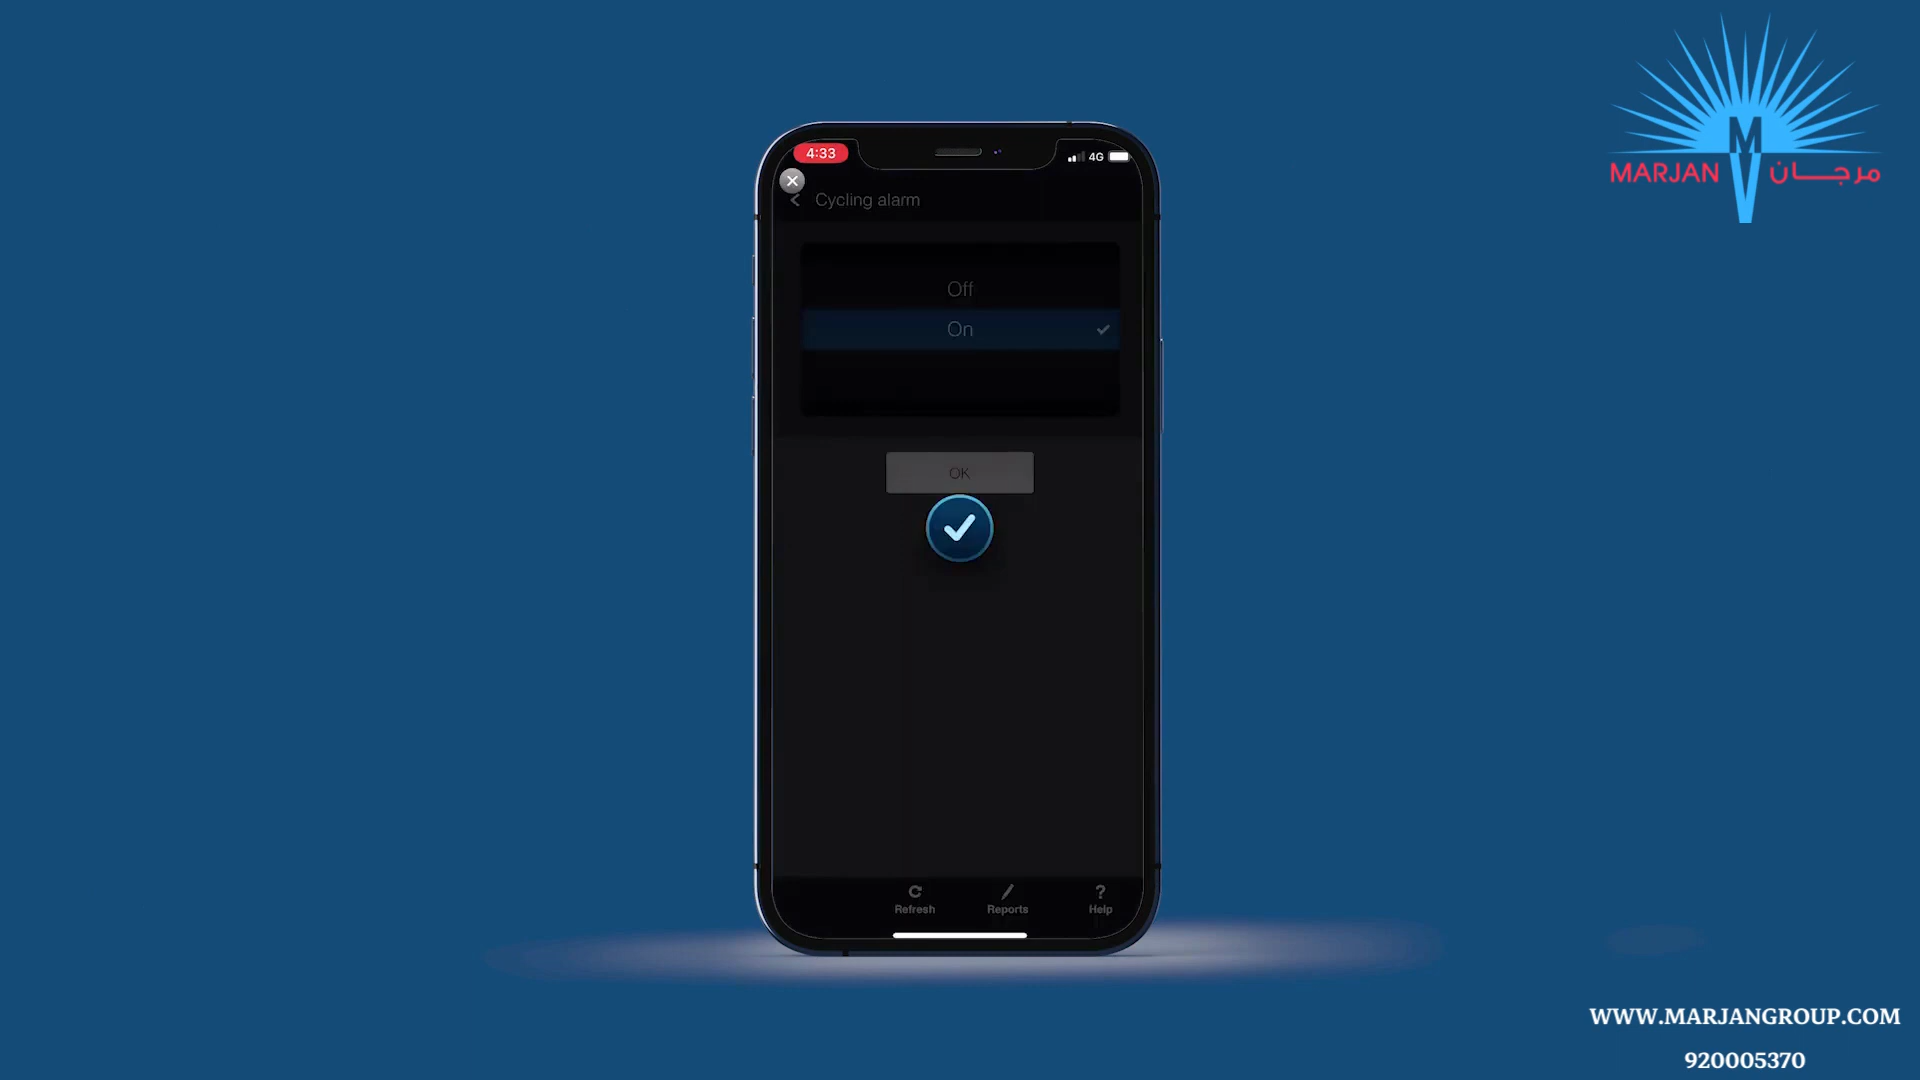 4:33
4G
Cycling alarm
Off
On
OK
Refresh
Reports
Help
M
MARJAN مرجـــان
WWW.MARJANGROUP.COM
920005370